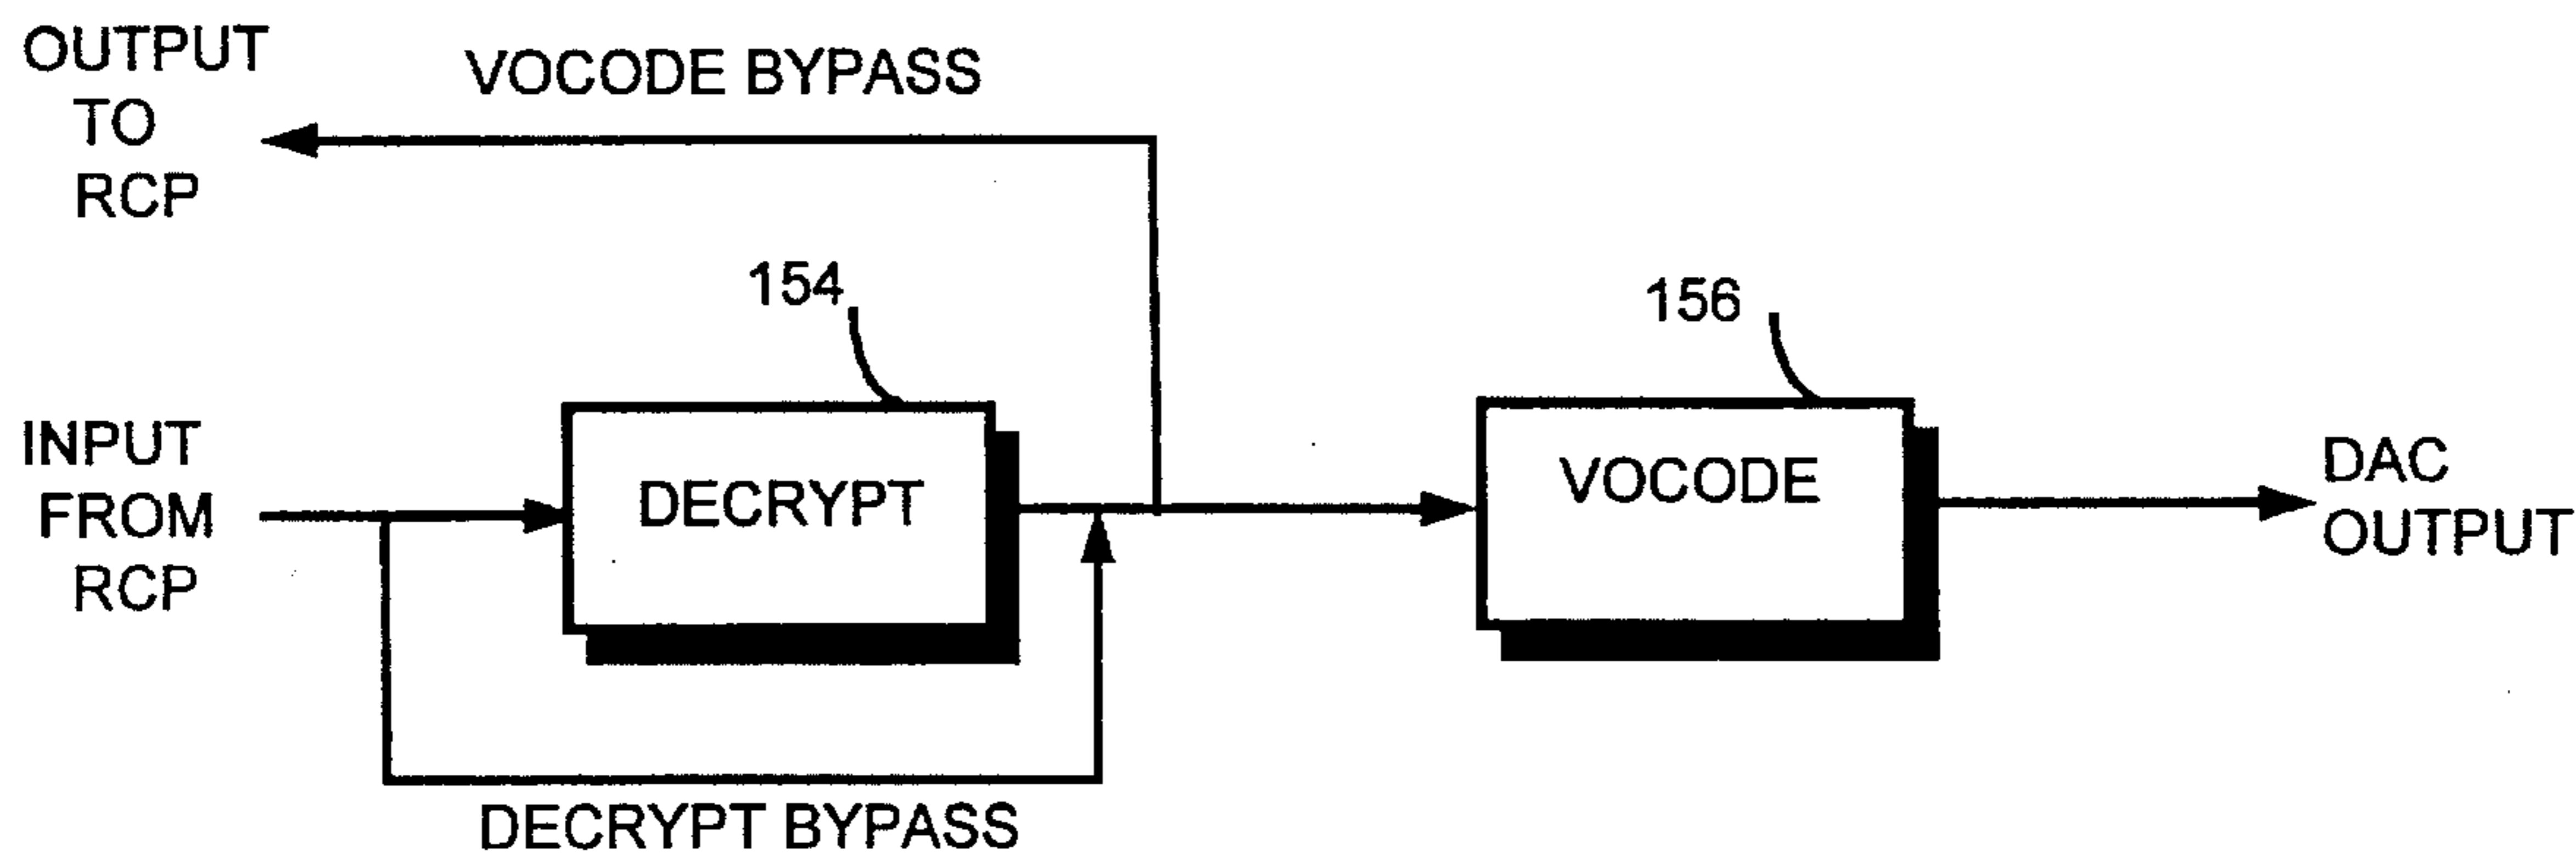 OUTPUT
TO
RCP
VOCODE BYPASS
154
156
INPUT
FROM
RCP
DECRYPT
VOCODE
DAC
OUTPUT
DECRYPT BYPASS